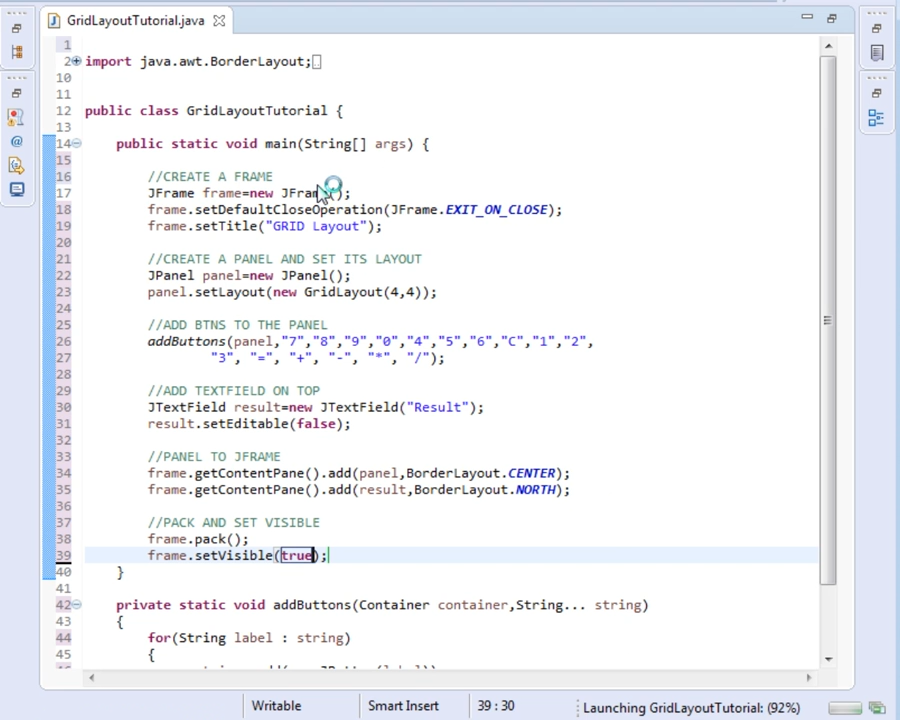 GridLayoutTutorial.java
1
2 import java.awt.BorderLayout;
10
11
12 public class GridLayoutTutorial {
13
14 public static void main(String[] args) {
15
16 //CREATE A FRAME
17 JFrame frame=new JFrame();
18 frame.setDefaultCloseOperation(JFrame.EXIT_ON_CLOSE);
19 frame.setTitle("GRID Layout");
20
21 //CREATE A PANEL AND SET ITS LAYOUT
22 JPanel panel=new JPanel();
23 panel.setLayout(new GridLayout(4,4));
24
25 //ADD BTNS TO THE PANEL
26 addButtons(panel,"7","8","9","0","4","5","6","C","1","2",
27 "3", "=", "+", "-", "*", "/");
28
29 //ADD TEXTFIELD ON TOP
30 JTextField result=new JTextField("Result");
31 result.setEditable(false);
32
33 //PANEL TO JFRAME
34 frame.getContentPane().add(panel,BorderLayout.CENTER);
35 frame.getContentPane().add(result,BorderLayout.NORTH);
36
37 //PACK AND SET VISIBLE
38 frame.pack();
39 frame.setVisible(true);
40 }
41
42 private static void addButtons(Container container,String... string)
43 {
44 for(String label : string)
45 {
Writable Smart Insert 39 : 30 Launching GridLayoutTutorial: (92%)